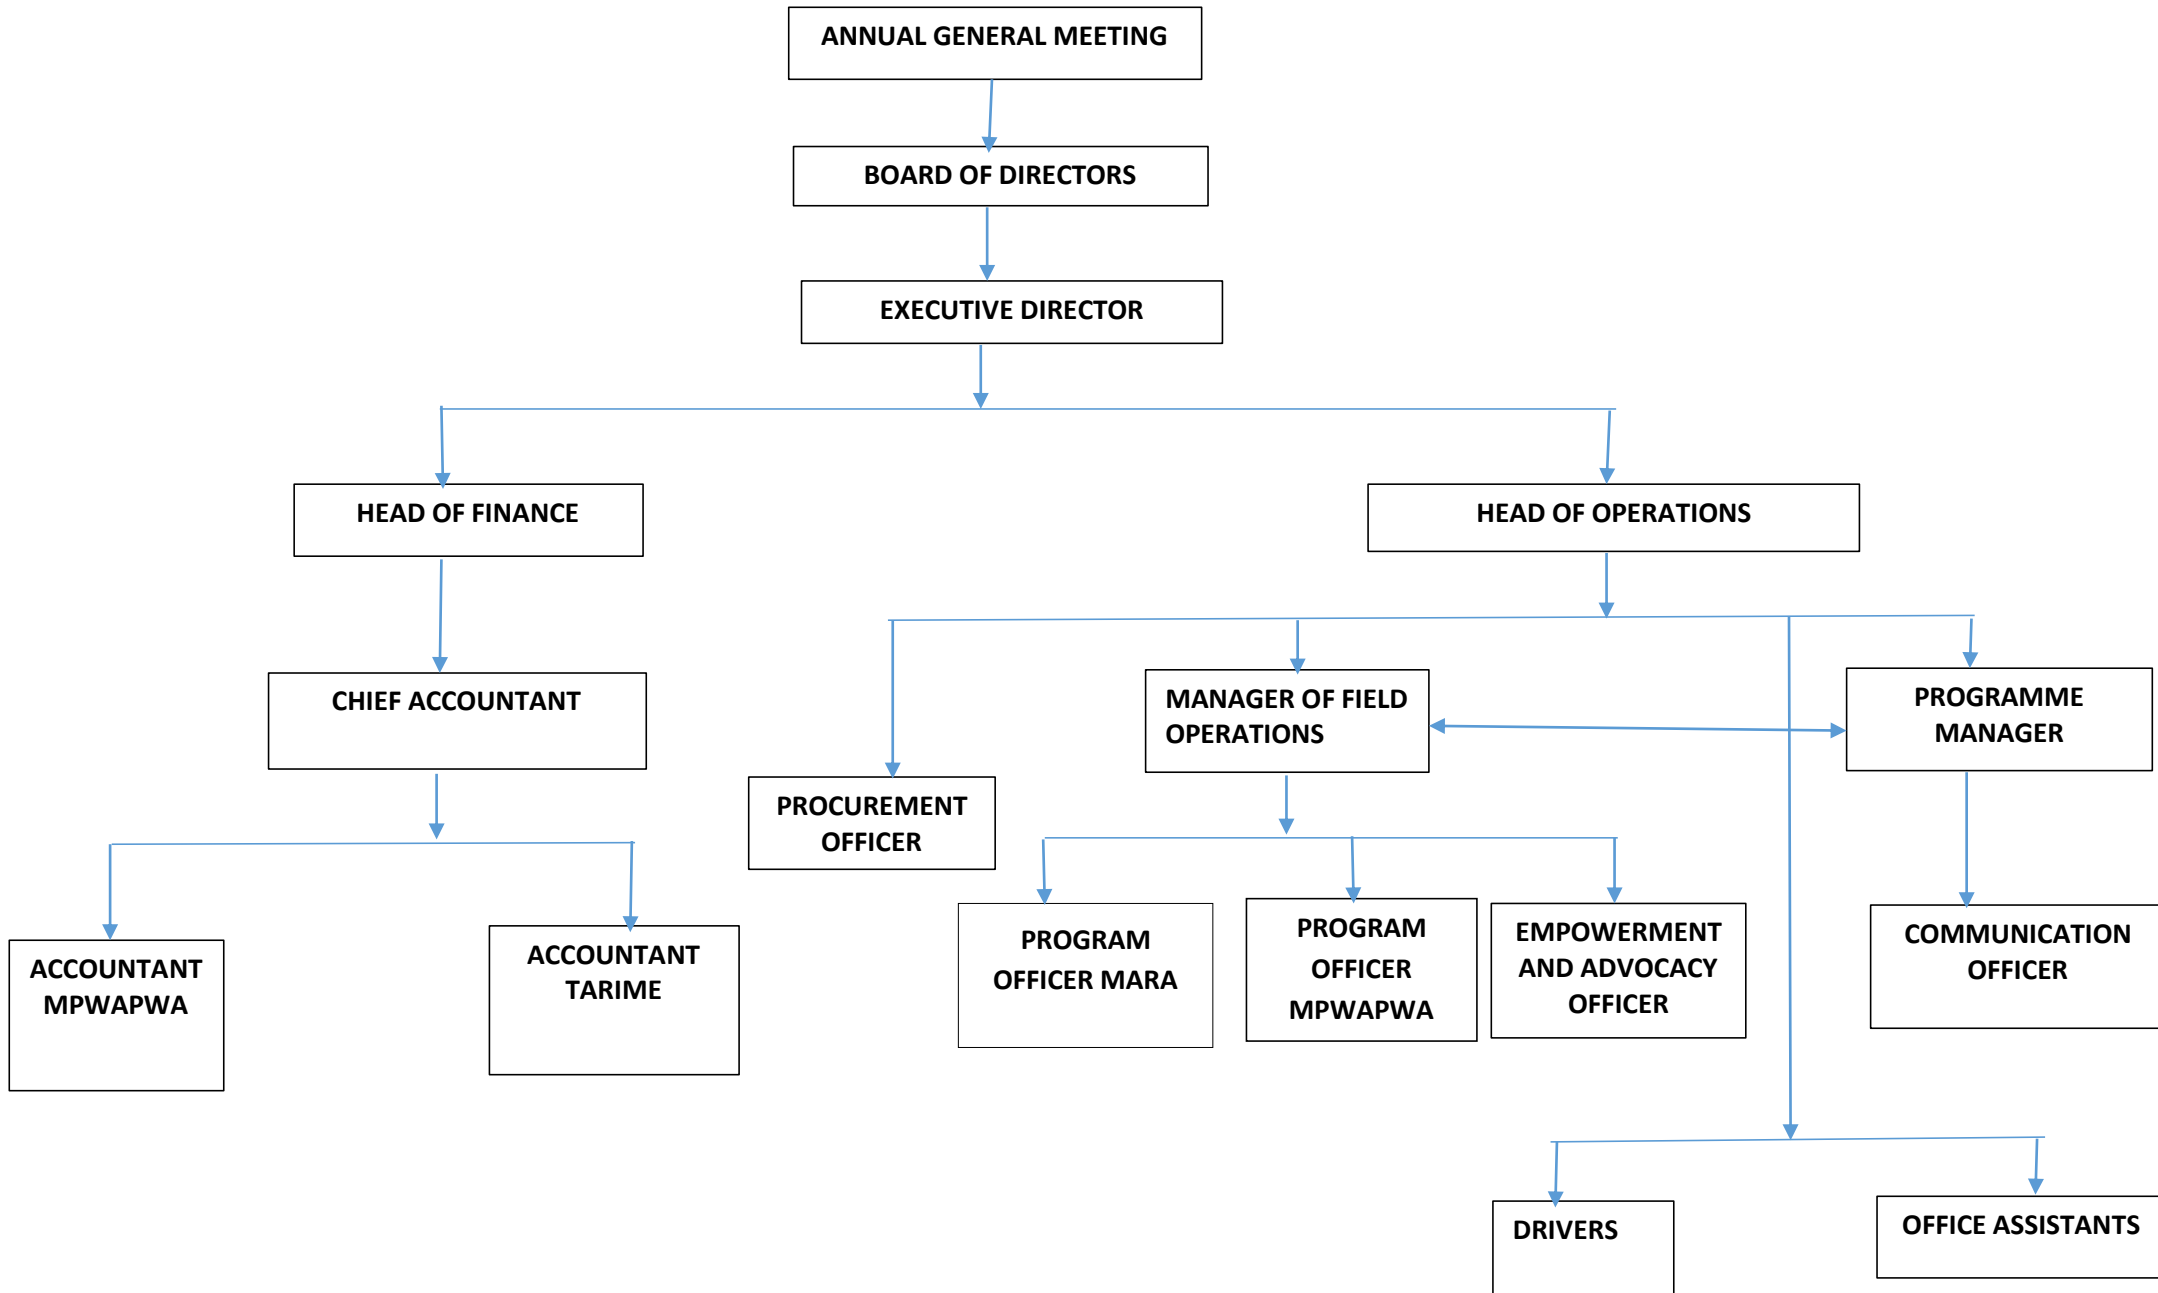 ANNUAL GENERAL MEETING
BOARD OF DIRECTORS
EXECUTIVE DIRECTOR
HEAD OF FINANCE
HEAD OF OPERATIONS
CHIEF ACCOUNTANT
MANAGER OF FIELD
OPERATIONS
PROGRAMME
MANAGER
PROCUREMENT
OFFICER
ACCOUNTANT
MPWAPWA
ACCOUNTANT
TARIME
PROGRAM
OFFICER MARA
PROGRAM
OFFICER
MPWAPWA
EMPOWERMENT
AND ADVOCACY
OFFICER
COMMUNICATION
OFFICER
DRIVERS
OFFICE ASSISTANTS